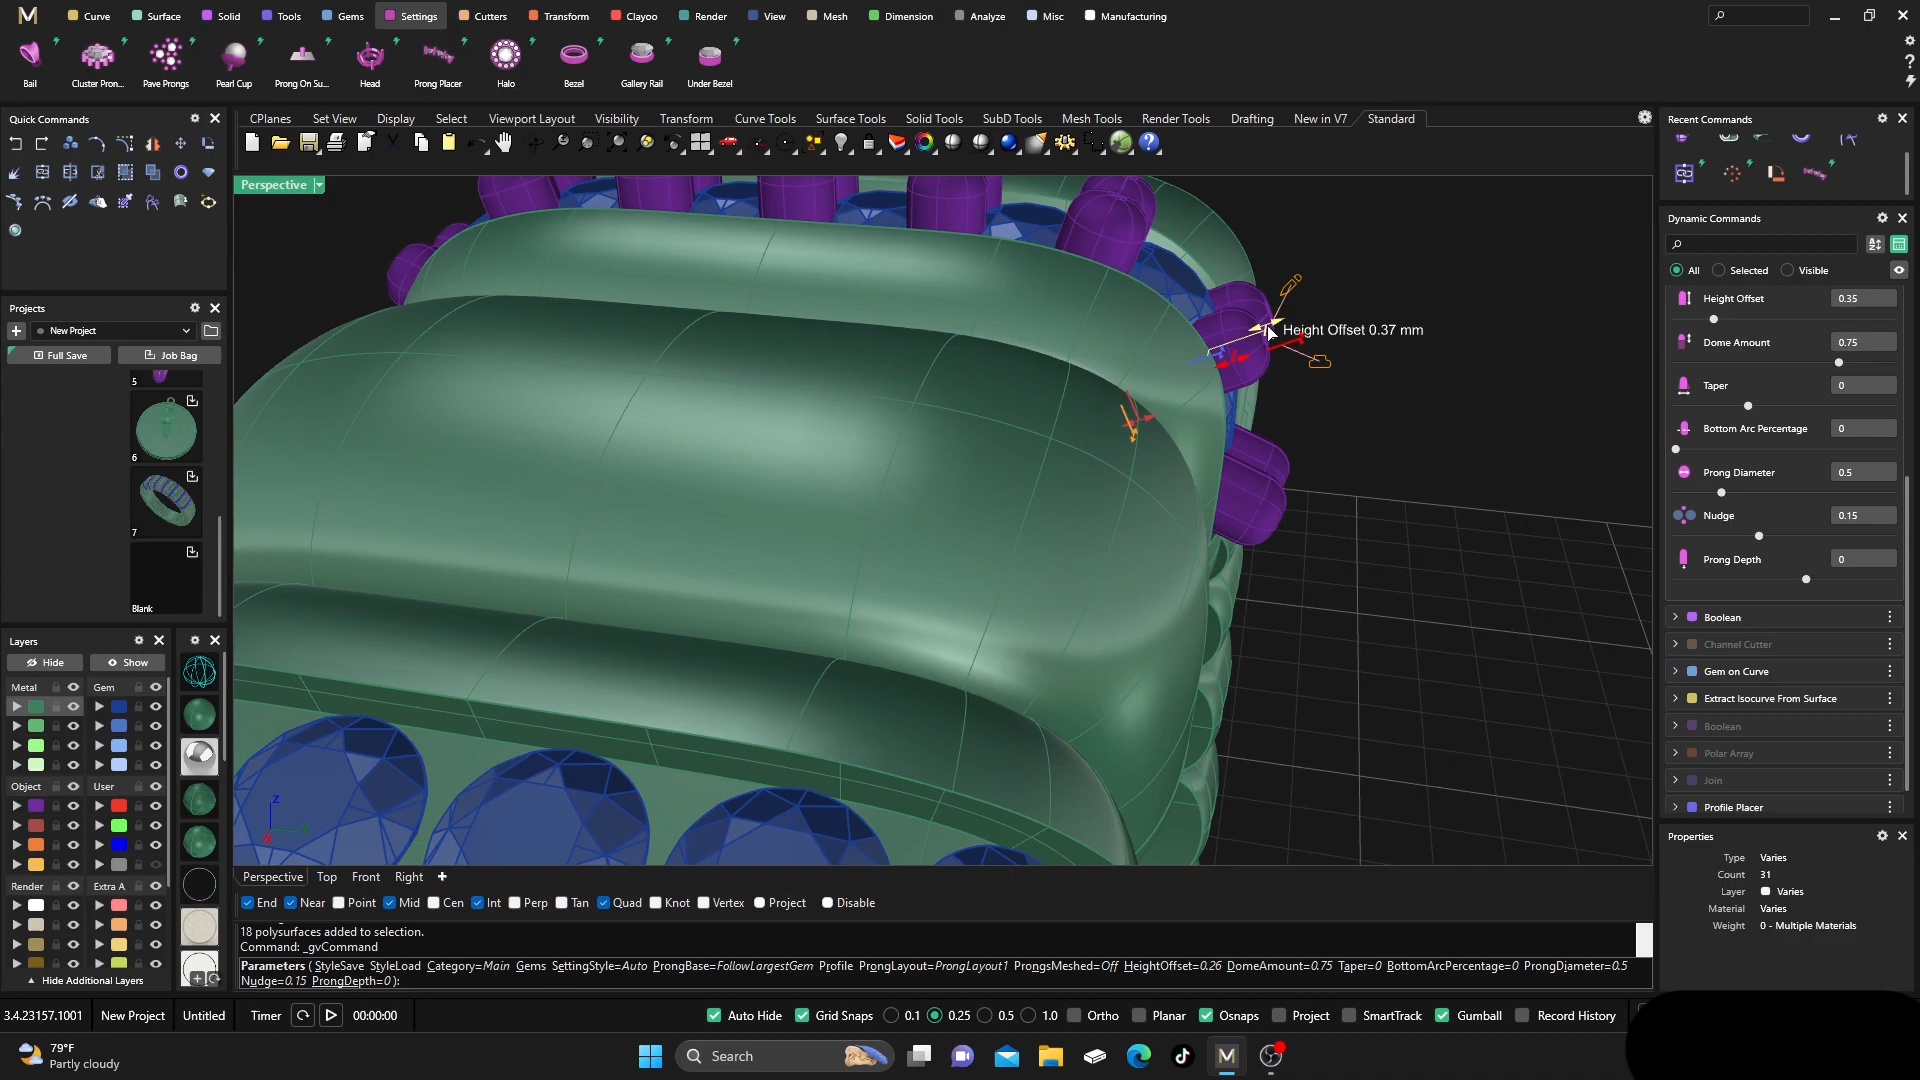 Curve Surface Solid Tools Gems Settings Cutters Transform Clayoo Render View Mesh Dimension Analyze Misc Manufacturing
Bail Cluster Pron... Pave Prongs Pearl Cup Prong On Su... Head Prong Placer Halo Bezel Gallery Rail Under Bezel
Quick Commands
CPlanes Set View Display Select Viewport Layout Visibility Transform Curve Tools Surface Tools Solid Tools SubD Tools Mesh Tools Render Tools Drafting New in V7 Standard
Recent Commands
Perspective
Dynamic Commands
All Selected Visible
Height Offset 0.35
Dome Amount 0.75
Taper 0
Bottom Arc Percentage 0
Prong Diameter 0.5
Nudge 0.15
Prong Depth 0
Boolean
Channel Cutter
Gem on Curve
Extract Isocurve From Surface
Boolean
Polar Array
Join
Profile Placer
Height Offset 0.37 mm
Projects
New Project
Full Save Job Bag
5
6
7
Blank
Layers
Hide Show
Metal Gem
Object User
Render Extra A
Hide Additional Layers
z
Properties
Type Varies
Count 31
Layer Varies
Material Varies
Weight 0 - Multiple Materials
Perspective Top Front Right
End Near Point Mid Cen Int Perp Tan Quad Knot Vertex Project Disable
18 polysurfaces added to selection.
Command: _gvCommand
Parameters ( StyleSave StyleLoad Category=Main Gems SettingStyle=Auto ProngBase=FollowLargestGem Profile ProngLayout=ProngLayout1 ProngsMeshed=Off HeightOffset=0.26 DomeAmount=0.75 Taper=0 BottomArcPercentage=0 ProngDiameter=0.5
Nudge=0.15 ProngDepth=0 ):
3.4.23157.1001 New Project Untitled Timer 00:00:00 Auto Hide Grid Snaps 0.1 0.25 0.5 1.0 Ortho Planar Osnaps Project SmartTrack Gumball Record History
79°F
Partly cloudy
Search